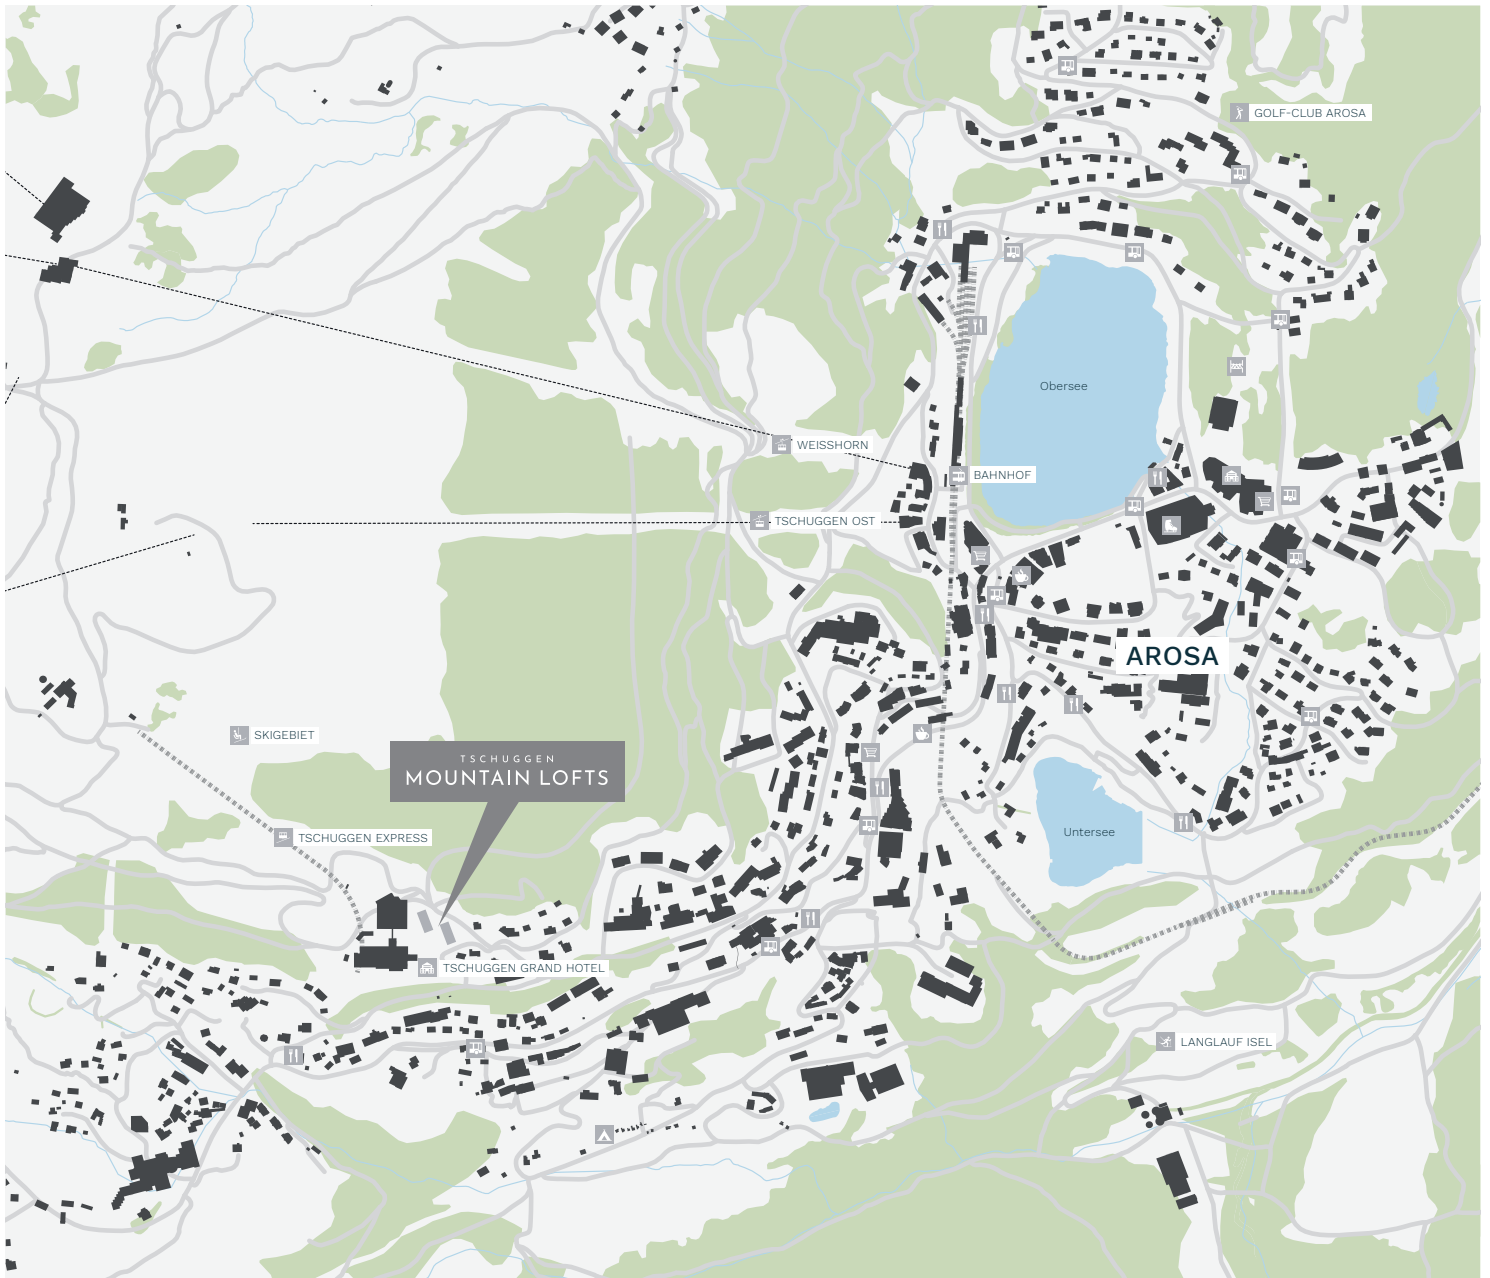 GOLF-CLUB AROSA
Obersee
WEISSHORN
BAHNHOF
TSCHUGGEN OST
AROSA
SKIGEBIET
TSCHUGGEN
MOUNTAIN LOFTS
TSCHUGGEN EXPRESS
Untersee
TSCHUGGEN GRAND HOTEL
LANGLAUF ISEL